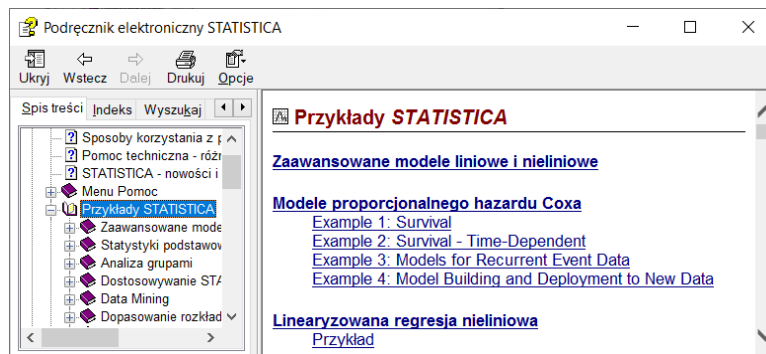 Podręcznik elektroniczny STATISTICA
Ukryj Wstecz Dalej Drukuj Opcje
Spis treści Indeks Wyszukaj
Sposoby korzystania z
Pomoc techniczna -
STATISTICA - nowości i
Menu Pomoc
Przykłady STATISTICA
Zaawansowane mode
Statystyki podstawow
Analiza grupami
Dostosowywanie STA
Data Mining
Dopasowanie rozkład
Przykłady STATISTICA
Zaawansowane modele liniowe i nieliniowe
Modele proporcjonalnego hazardu Coxa
Example 1: Survival
Example 2: Survival - Time-Dependent
Example 3: Models for Recurrent Event Data
Example 4: Model Building and Deployment to New Data
Linearyzowana regresja nieliniowa
Przykład